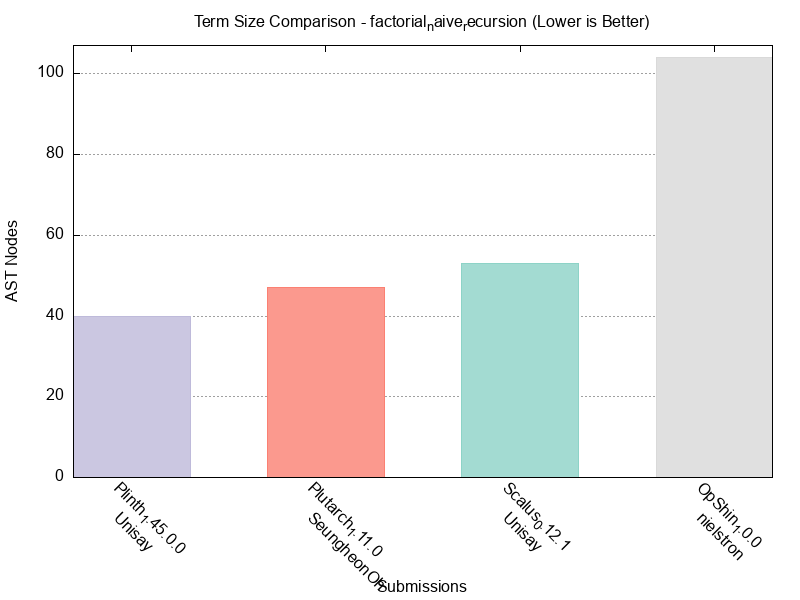 Term Size Comparison - factorial_naive_recursion (Lower is Better)
100
80
60
40
20
0
AST Nodes
Plinth_1.45.0.0
Unisay
Plutarch_1.11.0
SeungheonOh
Scalus_0.12.1
Unisay
OpShin_1.0.0
nielstron
Submissions